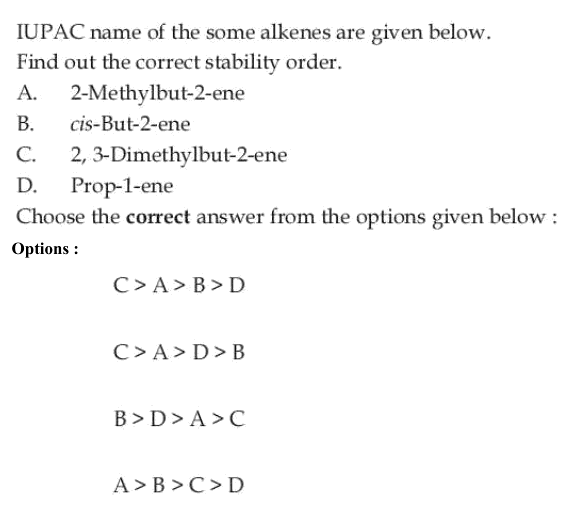 IUPAC name of the some alkenes are given below.
Find out the correct stability order.
A. 2-Methylbut-2-ene
B. cis-But-2-ene
C. 2, 3-Dimethylbut-2-ene
D. Prop-1-ene
Choose the correct answer from the options given below :
Options :
C > A > B > D
C > A > D > B
B > D > A > C
A > B > C > D